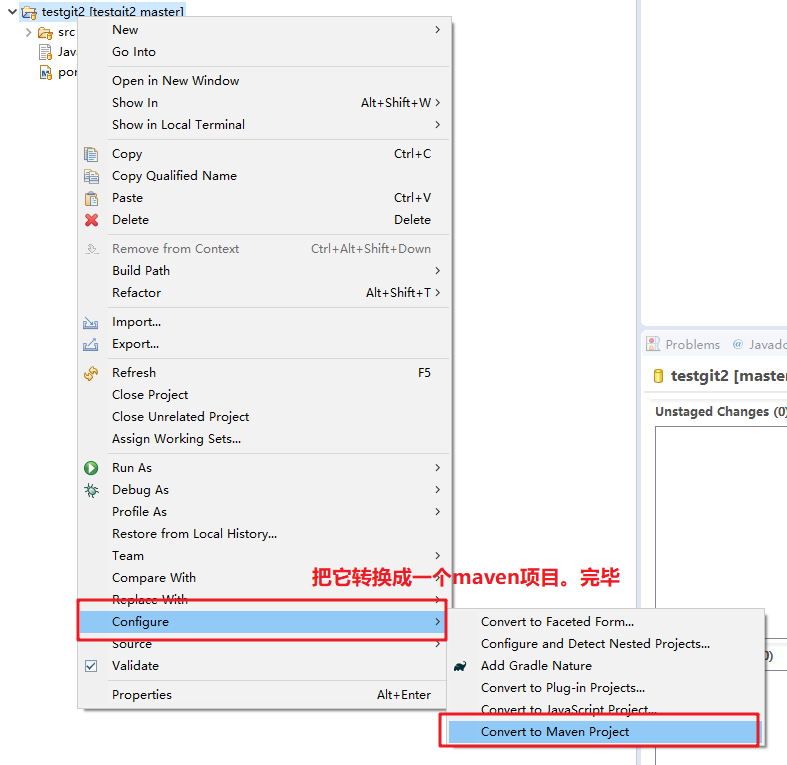 testgit2 [testgit2 master]
src
Jav
New
Go Into
Open in New Window
Show In Alt+Shift+W
Show in Local Terminal
Copy Ctrl+C
Copy Qualified Name
Paste Ctrl+V
Delete Delete
Remove from Context Ctrl+Alt+Shift+Down
Build Path
Refactor Alt+Shift+T
Import...
Export...
Refresh F5
Close Project
Close Unrelated Project
Assign Working Sets...
Run As
Debug As
Profile As
Restore from Local History...
Team
Compare With
把它转换成一个maven项目。完毕
Replace With
Configure
Source
Validate
Properties Alt+Enter
Convert to Faceted Form...
Configure and Detect Nested Projects...
Add Gradle Nature
Convert to Plug-in Projects...
Convert to JavaScript Project...
Convert to Maven Project
Problems @ Javado
testgit2 [master
Unstaged Changes (0)